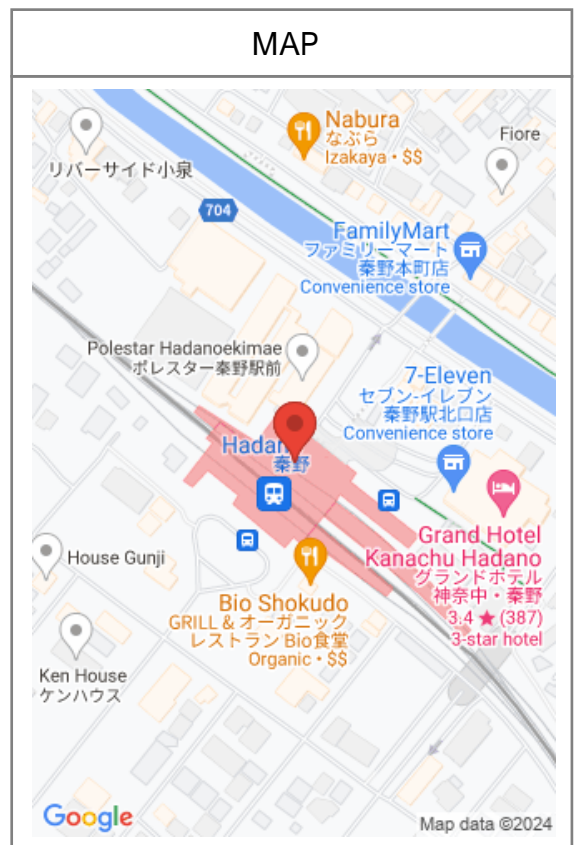 MAP
Nabura
なぶら
Izakaya・$$
Fiore
リバーサイド小泉
704
FamilyMart
ファミリーマート
秦野本町店
Convenience store
Polestar Hadanoekimae
ポレスター秦野駅前
7-Eleven
セブン-イレブン
秦野駅北口店
Convenience store
Hadan
秦野
Grand Hotel
Kanachu Hadano
グランドホテル
神奈中・秦野
3.4 ★ (387)
3-star hotel
House Gunji
Bio Shokudo
GRILL & オーガニック
レストラン Bio食堂
Organic・$$
Ken House
ケンハウス
Google
Map data ©2024